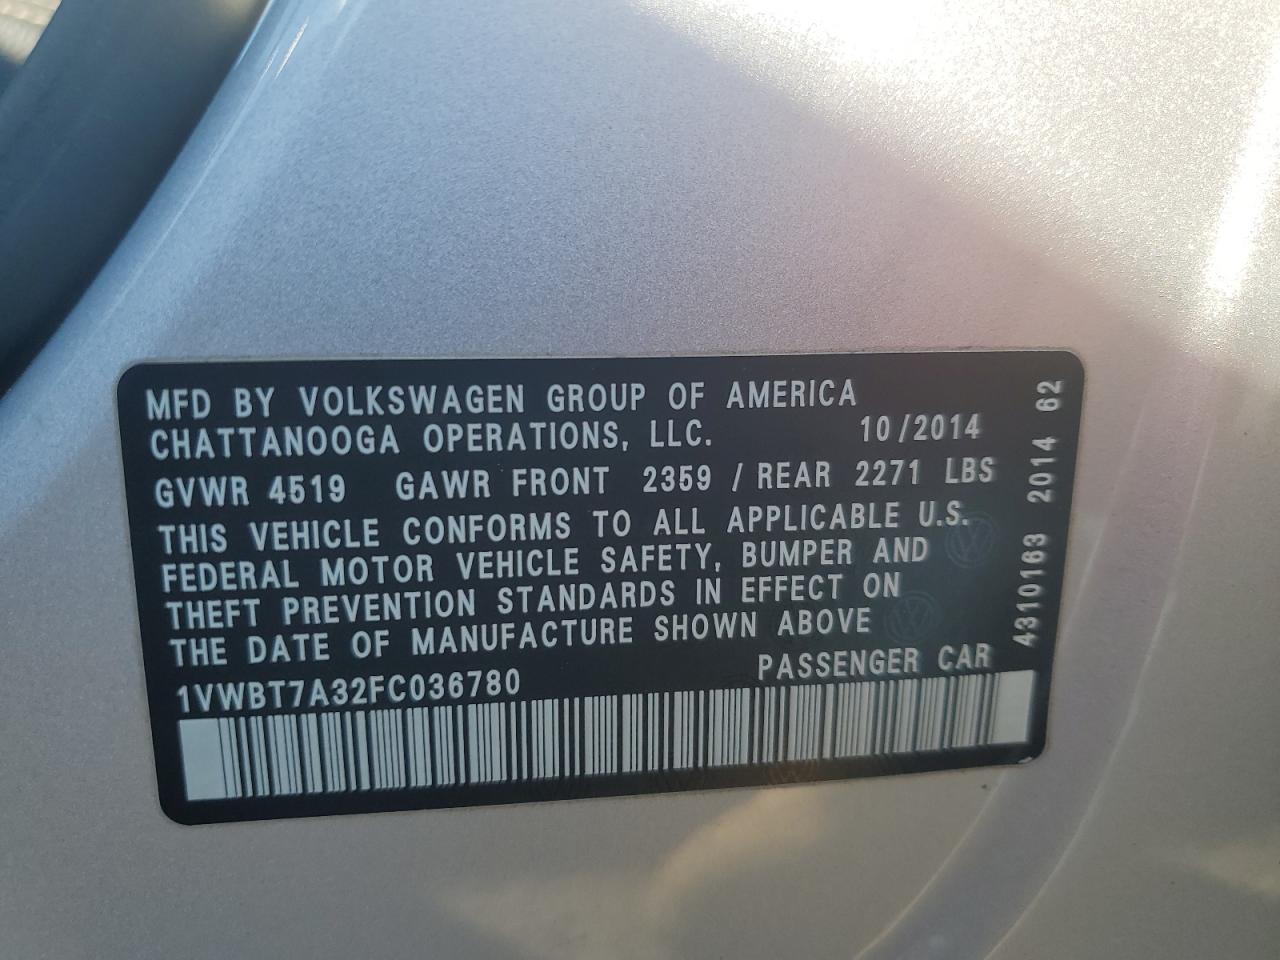 MFD BY VOLKSWAGEN GROUP OF AMERICA
CHATTANOOGA OPERATIONS, LLC. 10/2014
GVWR 4519 GAWR FRONT 2359 / REAR 2271 LBS
THIS VEHICLE CONFORMS TO ALL APPLICABLE U.S.
FEDERAL MOTOR VEHICLE SAFETY, BUMPER AND
THEFT PREVENTION STANDARDS IN EFFECT ON
THE DATE OF MANUFACTURE SHOWN ABOVE
PASSENGER CAR
1VWBT7A32FC036780
4310163 2014 62